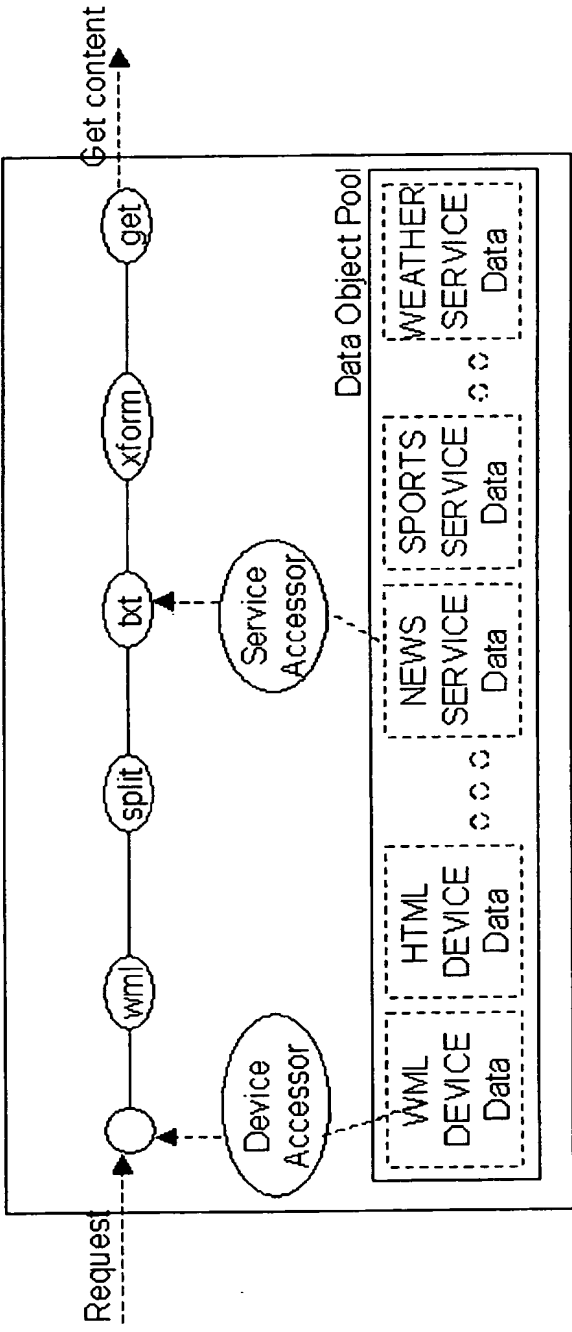 Request
Get content
wml
split
txt
xform
get
Device
Accessor
Service
Accessor
Data Object Pool
WML
DEVICE
Data
HTML
DEVICE
Data
NEWS
SERVICE
Data
SPORTS
SERVICE
Data
WEATHER
SERVICE
Data